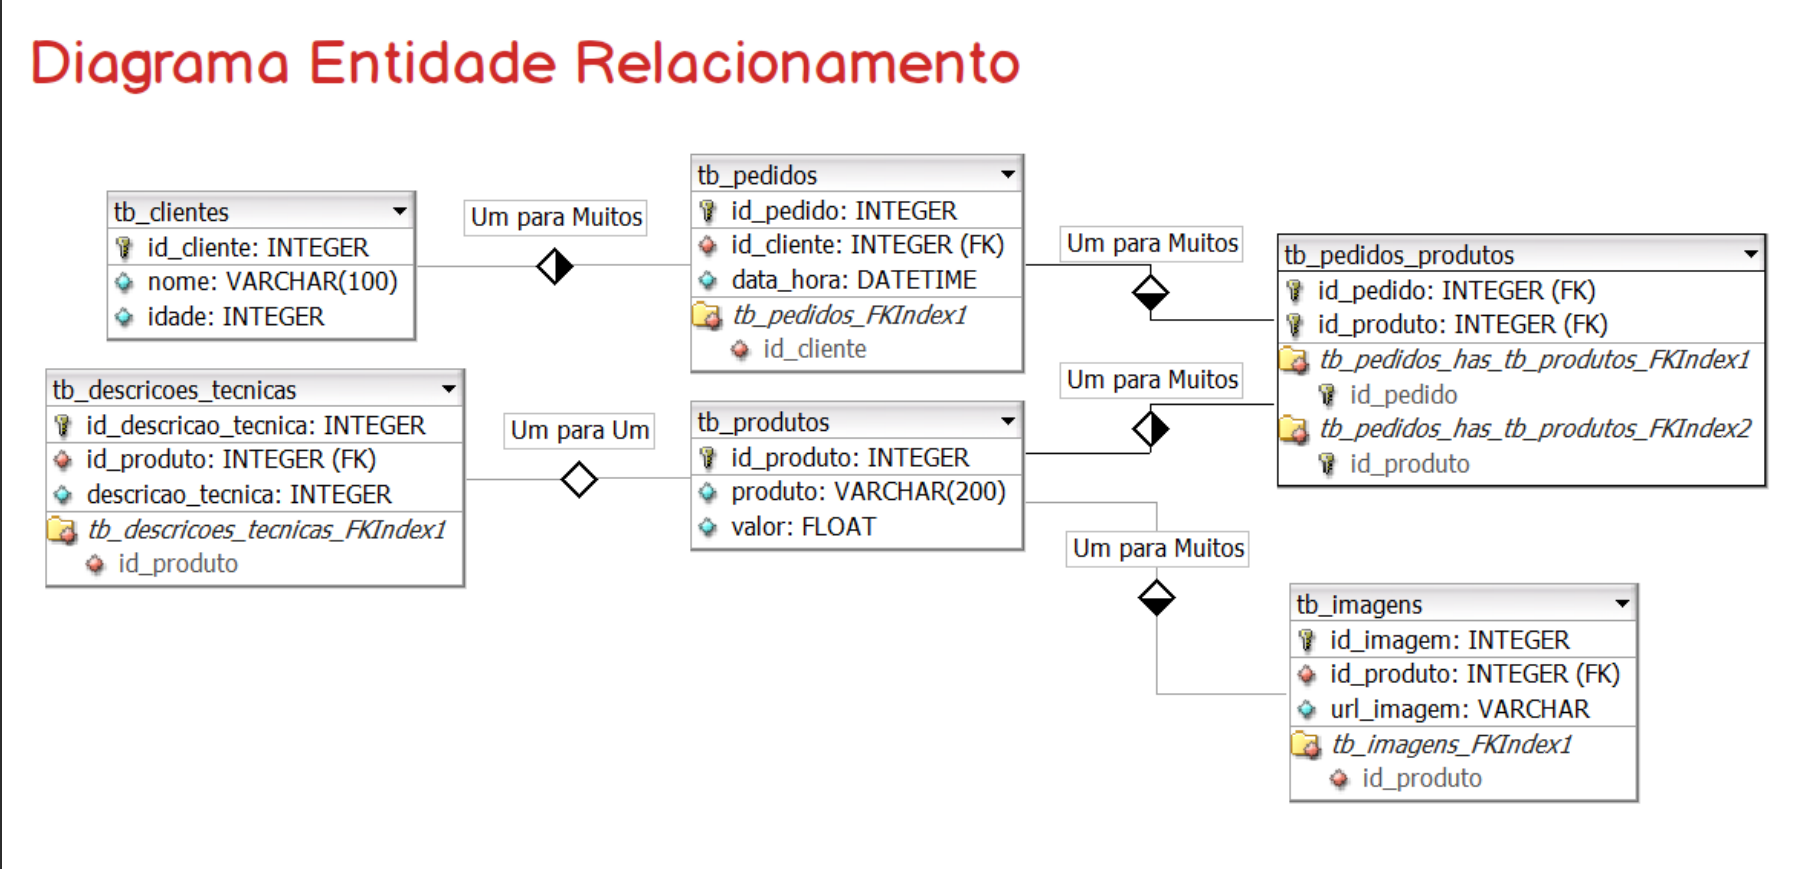 Diagrama Entidade Relacionamento
tb_clientes
id_cliente: INTEGER
nome: VARCHAR(100)
idade: INTEGER
Um para Muitos
tb_pedidos
id_pedido: INTEGER
id_cliente: INTEGER (FK)
data_hora: DATETIME
tb_pedidos_FKIndex1
id_cliente
Um para Muitos
tb_pedidos_produtos
id_pedido: INTEGER (FK)
id_produto: INTEGER (FK)
tb_pedidos_has_tb_produtos_FKIndex1
id_pedido
tb_pedidos_has_tb_produtos_FKIndex2
id_produto
tb_descricoes_tecnicas
id_descricao_tecnica: INTEGER
id_produto: INTEGER (FK)
descricao_tecnica: INTEGER
tb_descricoes_tecnicas_FKIndex1
id_produto
Um para Um
tb_produtos
id_produto: INTEGER
produto: VARCHAR(200)
valor: FLOAT
Um para Muitos
Um para Muitos
tb_imagens
id_imagem: INTEGER
id_produto: INTEGER (FK)
url_imagem: VARCHAR
tb_imagens_FKIndex1
id_produto